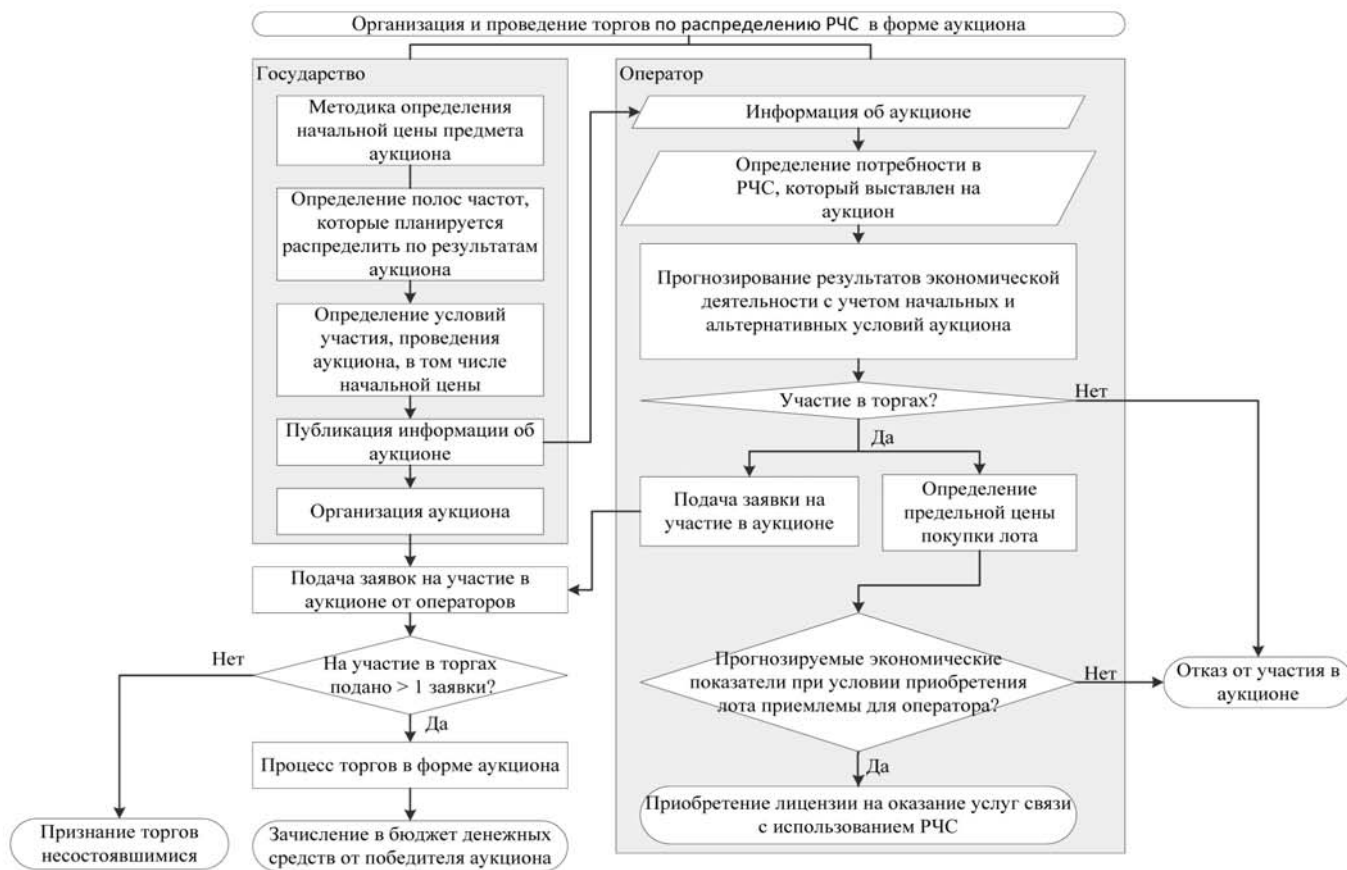 Организация и проведение торгов по распределению РЧС в форме аукциона
Государство
Методика определения
начальной цены предмета
аукциона
Определение полос частот,
которые планируется
распределить по результатам
аукциона
Определение условий
участия, проведения
аукциона, в том числе
начальной цены
Публикация информации об
аукционе
Организация аукциона
Подача заявок на участие в
аукционе от операторов
Нет
На участие в торгах
подано > 1 заявки?
Да
Процесс торгов в форме аукциона
Признание торгов
несостоявшимися
Зачисление в бюджет денежных
средств от победителя аукциона
Оператор
Информация об аукционе
Определение потребности в
РЧС, который выставлен на
аукцион
Прогнозирование результатов экономической
деятельности с учетом начальных и
альтернативных условий аукциона
Участие в торгах?
Нет
Да
Подача заявки на
участие в аукционе
Определение
предельной цены
покупки лота
Прогнозируемые экономические
показатели при условии приобретения
лота приемлемы для оператора?
Нет
Отказ от участия в
аукционе
Да
Приобретение лицензии на оказание услуг связи
с использованием РЧС